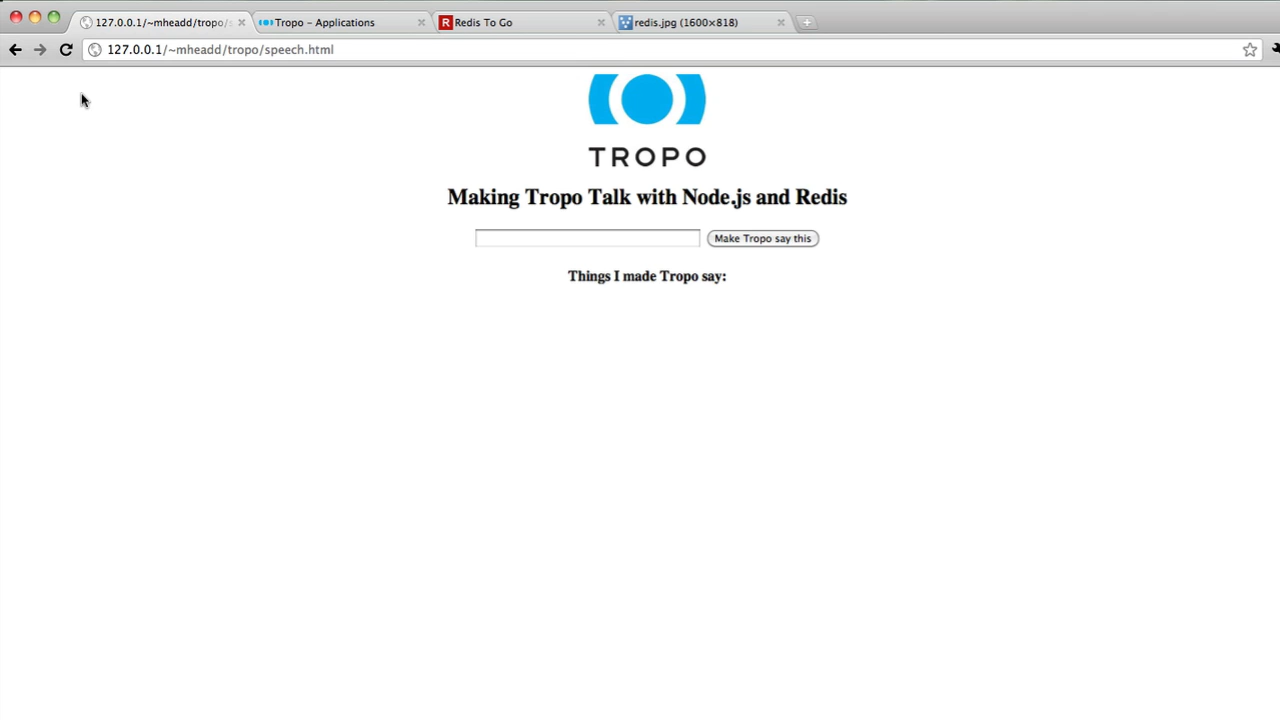 127.0.0.1/~mheadd/tropo/s
Tropo – Applications
Redis To Go
redis.jpg (1600×818)
127.0.0.1/~mheadd/tropo/speech.html
TROPO
Making Tropo Talk with Node.js and Redis
Make Tropo say this
Things I made Tropo say: